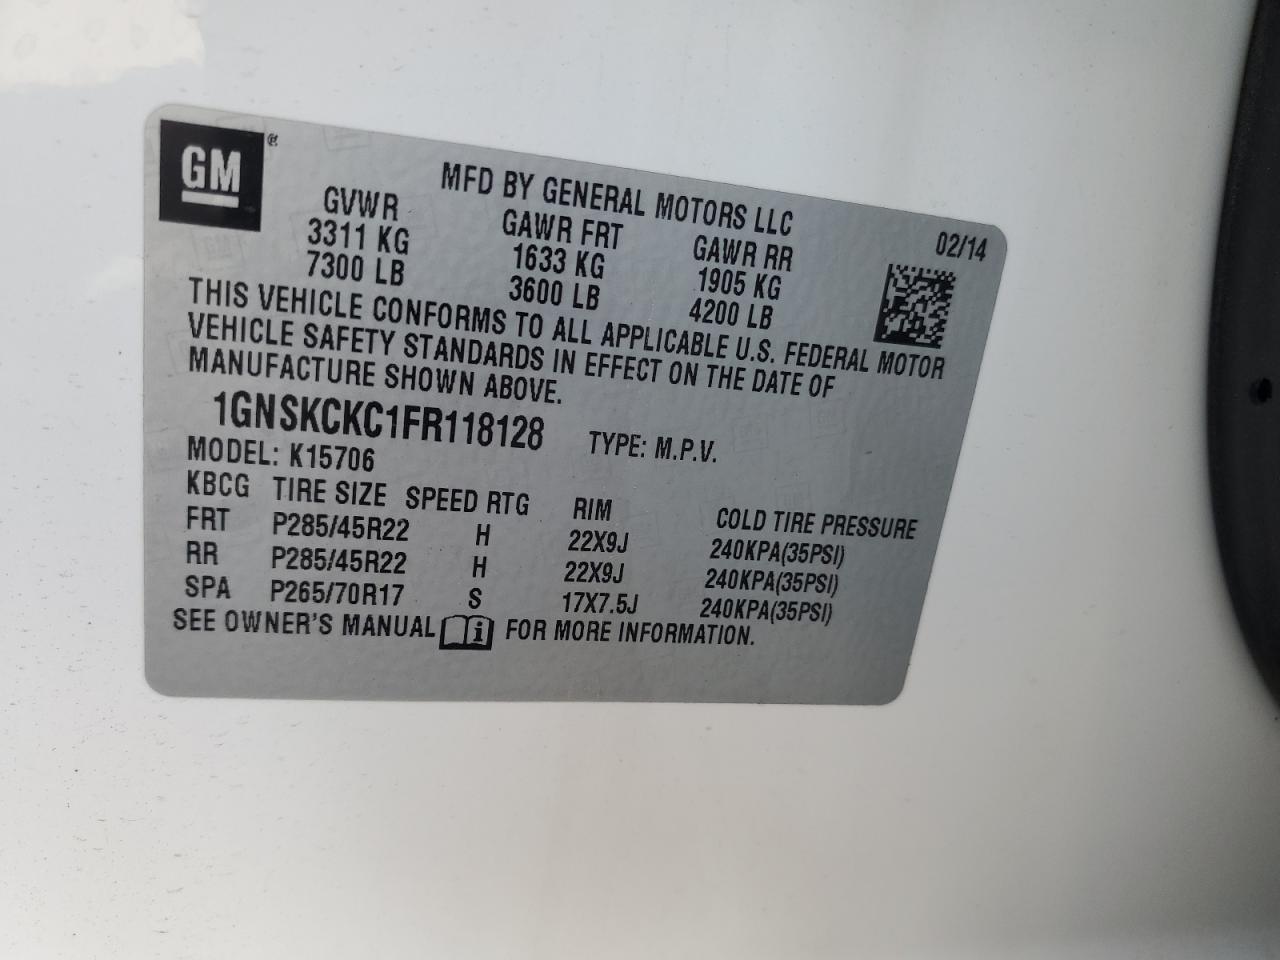 GM ®
MFD BY GENERAL MOTORS LLC
02/14
GVWR GAWR FRT GAWR RR
3311 KG 1633 KG 1905 KG
7300 LB 3600 LB 4200 LB
THIS VEHICLE CONFORMS TO ALL APPLICABLE U.S. FEDERAL MOTOR
VEHICLE SAFETY STANDARDS IN EFFECT ON THE DATE OF
MANUFACTURE SHOWN ABOVE.
1GNSKCKC1FR118128 TYPE: M.P.V.
MODEL: K15706
KBCG TIRE SIZE SPEED RTG RIM COLD TIRE PRESSURE
FRT P285/45R22 H 22X9J 240KPA(35PSI)
RR P285/45R22 H 22X9J 240KPA(35PSI)
SPA P265/70R17 S 17X7.5J 240KPA(35PSI)
SEE OWNER'S MANUAL i FOR MORE INFORMATION.